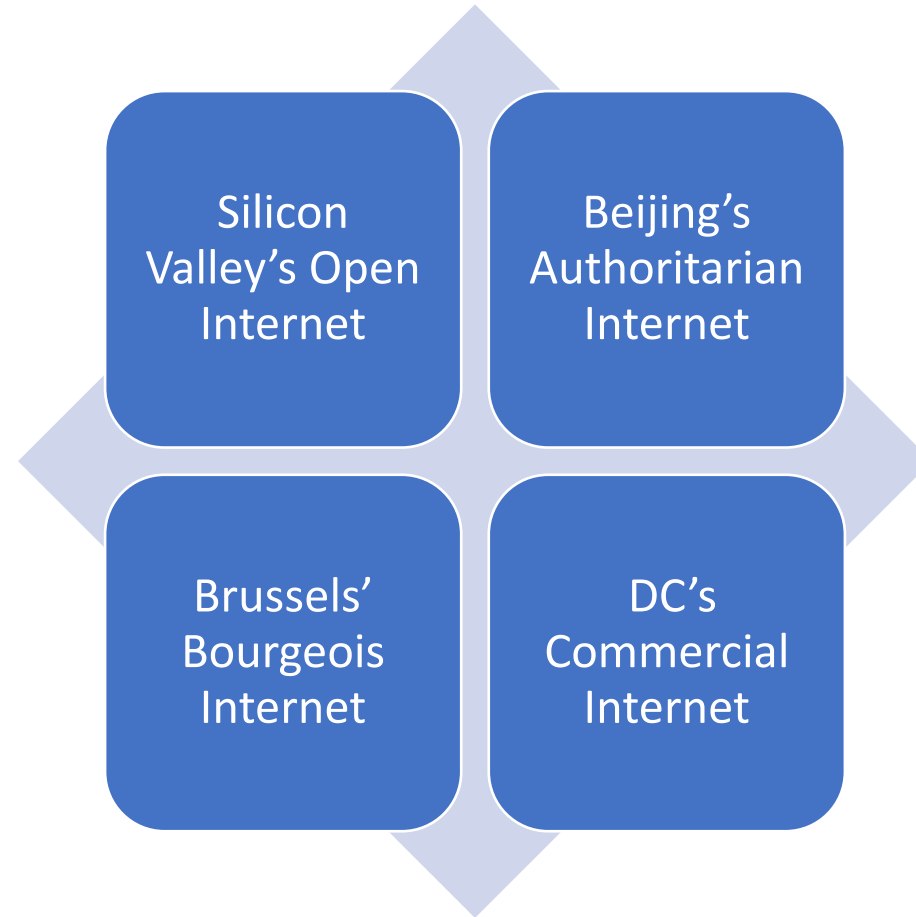 Silicon
Valley’s Open
Internet
Beijing’s
Authoritarian
Internet
Brussels’
Bourgeois
Internet
DC’s
Commercial
Internet